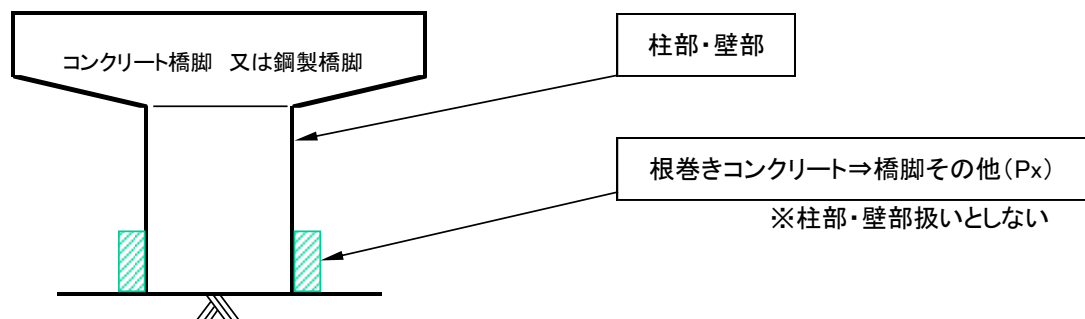 コンクリート橋脚　又は鋼製橋脚
柱部・壁部
根巻きコンクリート⇒橋脚その他(Px)
※柱部・壁部扱いとしない